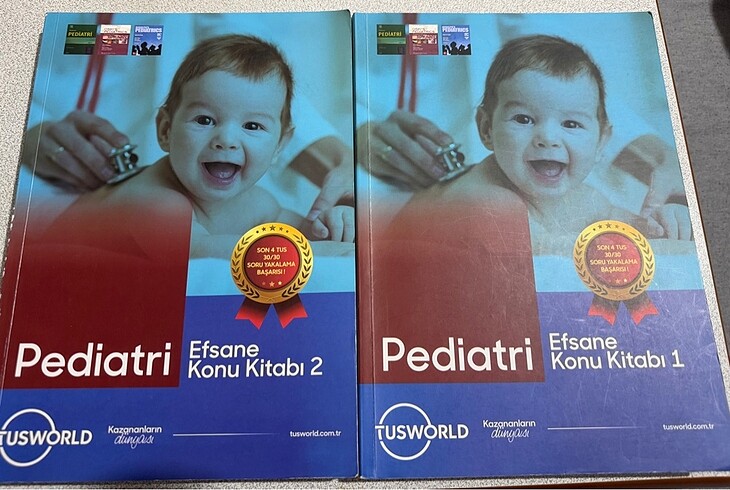 PEDIATRİ
PEDIATRICS
SON 4 TUS
30/30
SORU YAKALAMA
BAŞARISI !
Pediatri
Efsane
Konu Kitabı 2
TUSWORLD
Kazananların
dünyası
tusworld.com.tr
PEDIATRİ
PEDIATRICS
SON 4 TUS
30/30
SORU YAKALAMA
BAŞARISI !
Pediatri
Efsane
Konu Kitabı 1
TUSWORLD
Kazananların
dünyası
tusworld.com.tr